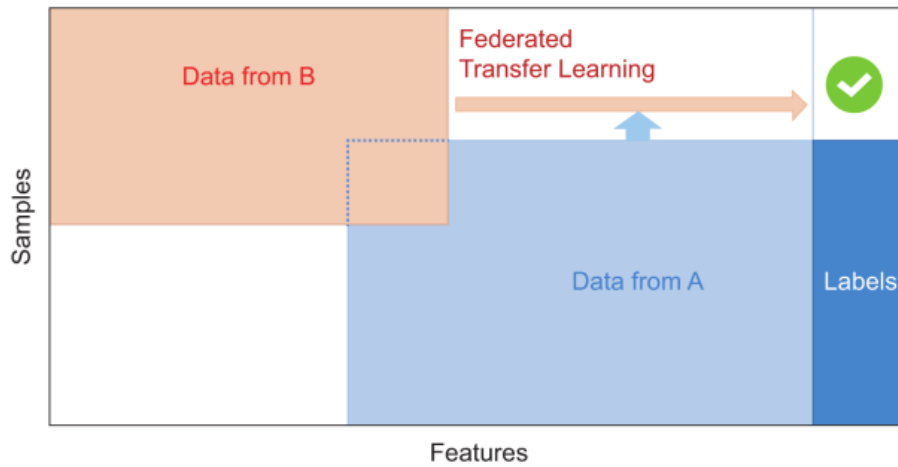 Federated
Transfer Learning
Data from B
Samples
Data from A
Labels
Features